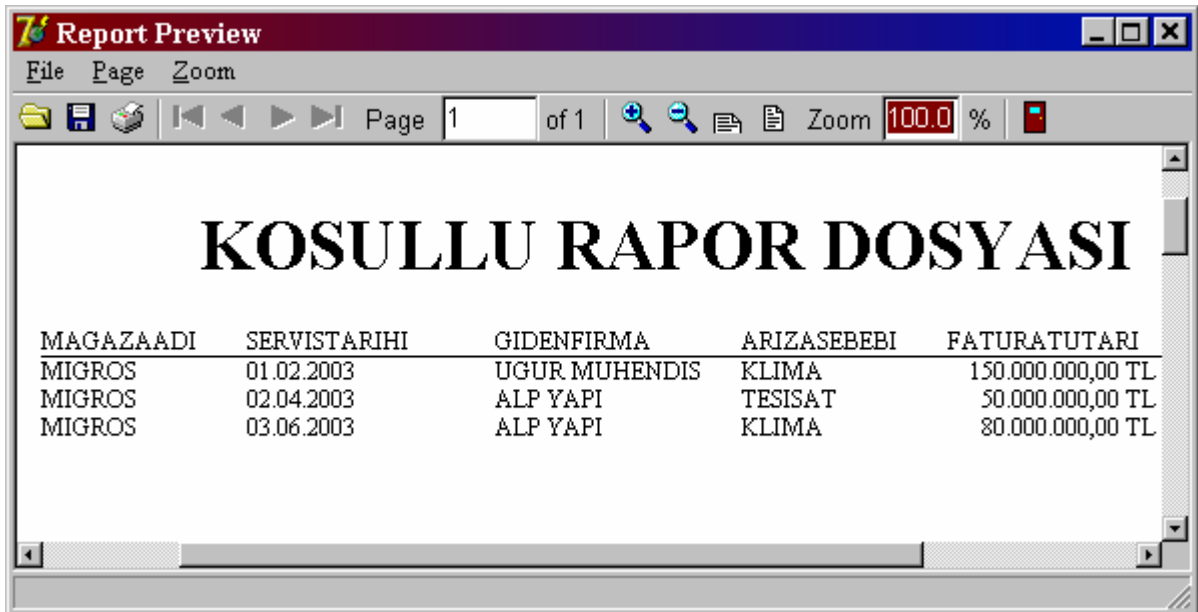 Report Preview
File Page Zoom
Page 1 of 1 Zoom 100.0 %
KOSULLU RAPOR DOSYASI
MAGAZAADI SERVISTARIHI GIDENFIRMA ARIZASEBEBI FATURATUTARI
MIGROS 01.02.2003 UGUR MUHENDIS KLIMA 150.000.000,00 TL
MIGROS 02.04.2003 ALP YAPI TESISAT 50.000.000,00 TL
MIGROS 03.06.2003 ALP YAPI KLIMA 80.000.000,00 TL